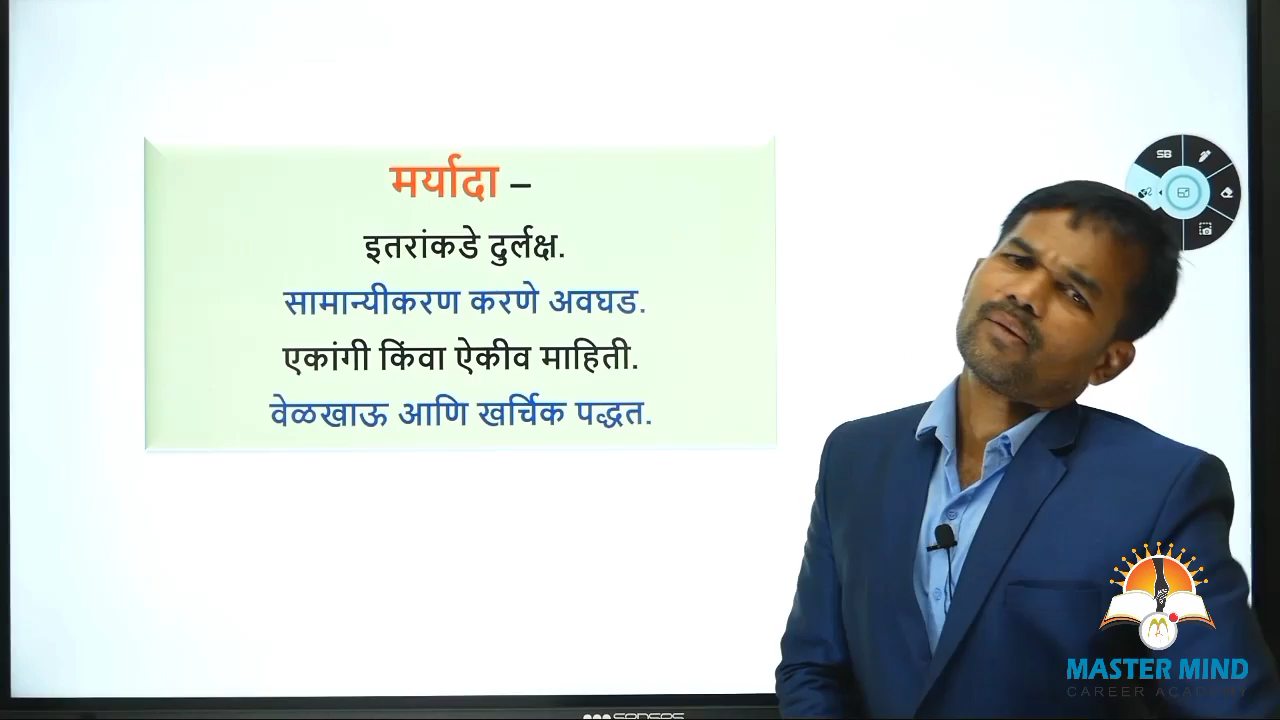 मर्यादा –
इतरांकडे दुर्लक्ष.
सामान्यीकरण करणे अवघड.
एकांगी किंवा ऐकीव माहिती.
वेळखाऊ आणि खर्चिक पद्धत.
SB
MASTER MIND
CAREER ACADEMY